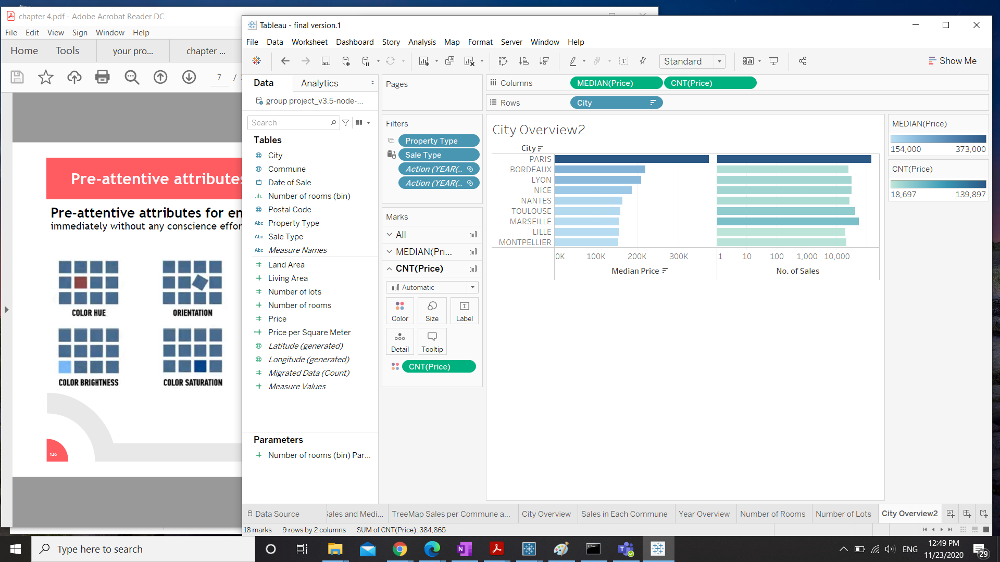 chapter 4.pdf - Adobe Acrobat Reader DC
File Edit View Sign Window Help
Home Tools your pro... chapter ...
7 /
Pre-attentive attributes
Pre-attentive attributes for en
immediately without any conscience effor
COLOR HUE ORIENTATION
COLOR BRIGHTNESS COLOR SATURATION
136
Tableau - final version.1
File Data Worksheet Dashboard Story Analysis Map Format Server Window Help
Standard
Show Me
Data Analytics
group project_v3.5-node-...
Search
Tables
City
Commune
Date of Sale
Number of rooms (bin)
Postal Code
Abc Property Type
Abc Sale Type
Abc Measure Names
# Land Area
# Living Area
# Number of lots
# Number of rooms
# Price
=# Price per Square Meter
Latitude (generated)
Longitude (generated)
# Migrated Data (Count)
# Measure Values
Parameters
# Number of rooms (bin) Par...
Pages
Filters
Property Type
Sale Type
Action (YEAR(..
Action (YEAR(..
Marks
All
MEDIAN(Pri...
CNT(Price)
Automatic
Color Size Label
Detail Tooltip
CNT(Price)
Columns MEDIAN(Price) CNT(Price)
Rows City
City Overview2
City
PARIS
BORDEAUX
LYON
NICE
NANTES
TOULOUSE
MARSEILLE
LILLE
MONTPELLIER
0K 100K 200K 300K 1 10 100 1,000 10,000
Median Price No. of Sales
MEDIAN(Price)
154,000 373,000
CNT(Price)
18,697 139,897
Data Source Sales and Medi... TreeMap Sales per Commune a... City Overview Sales in Each Commune Year Overview Number of Rooms Number of Lots City Overview2
18 marks 9 rows by 2 columns SUM of CNT(Price): 384,865
Type here to search
ENG
12:49 PM
11/23/2020
29